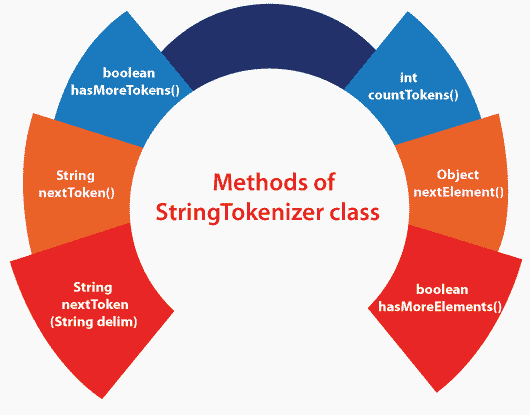 boolean
hasMoreTokens()
int
countTokens()
String
nextToken()
Object
nextElement()
Methods of
StringTokenizer class
String
nextToken
(String delim)
boolean
hasMoreElements()